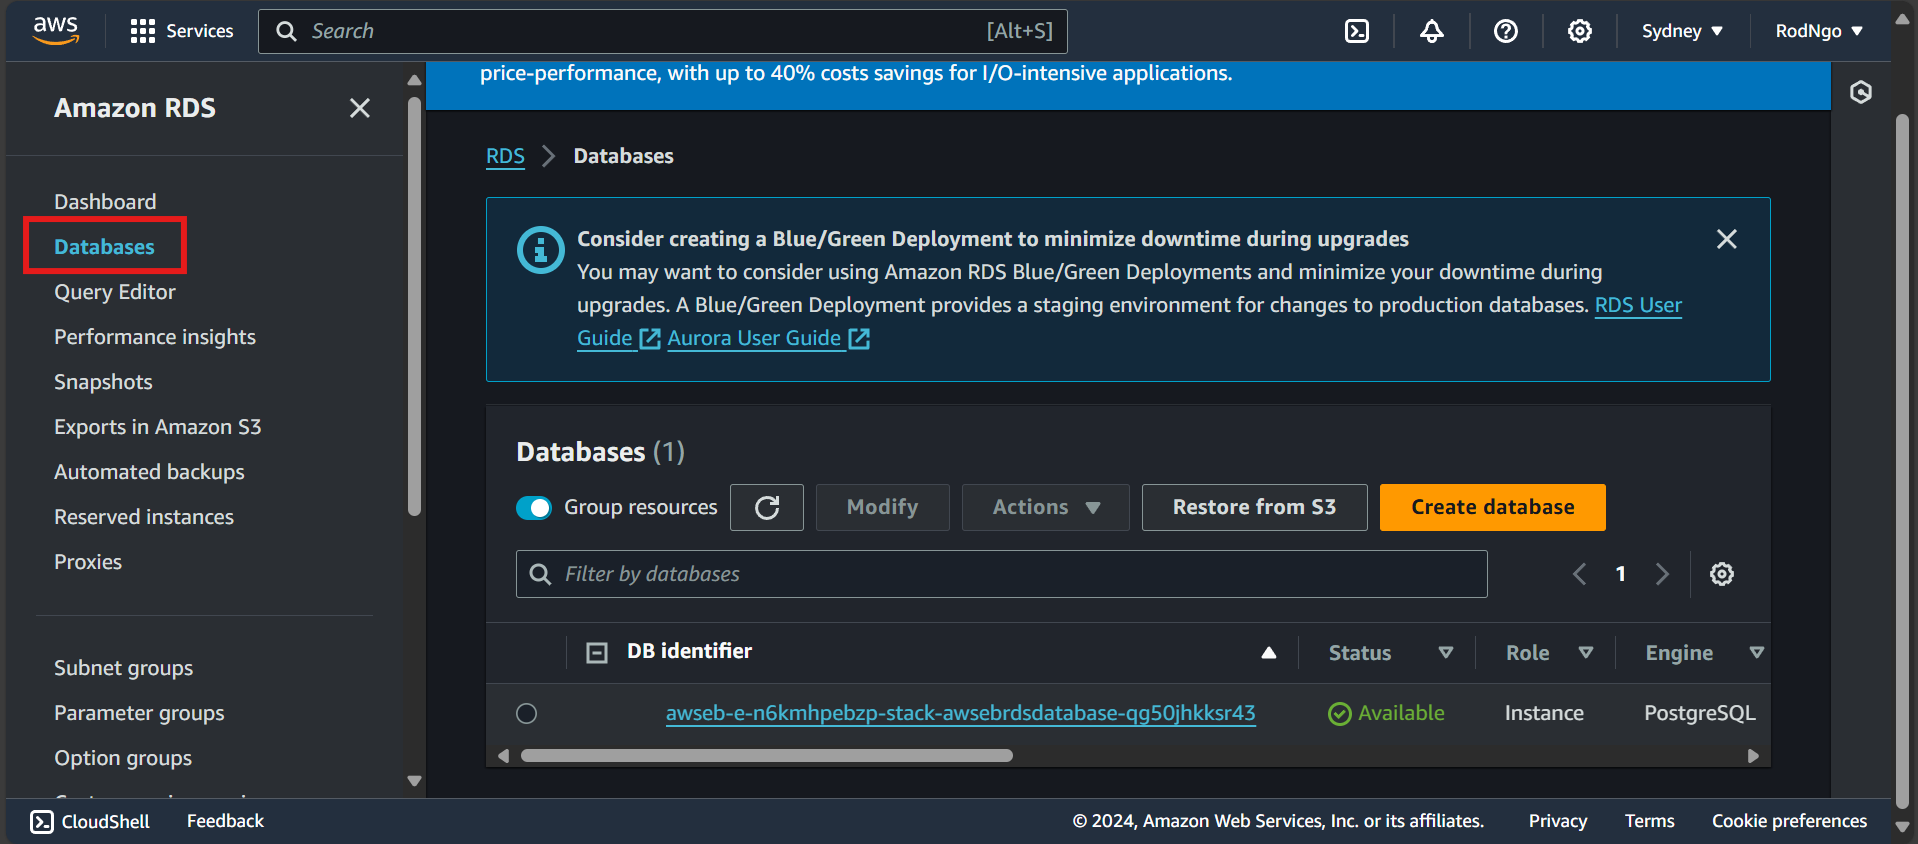 aws
Services
Search [Alt+S]
Sydney
RodNgo
Amazon RDS
Dashboard
Databases
Query Editor
Performance insights
Snapshots
Exports in Amazon S3
Automated backups
Reserved instances
Proxies
Subnet groups
Parameter groups
Option groups
price-performance, with up to 40% costs savings for I/O-intensive applications.
RDS Databases
Consider creating a Blue/Green Deployment to minimize downtime during upgrades
You may want to consider using Amazon RDS Blue/Green Deployments and minimize your downtime during
upgrades. A Blue/Green Deployment provides a staging environment for changes to production databases. RDS User
Guide Aurora User Guide
Databases (1)
Group resources Modify Actions Restore from S3 Create database
Filter by databases 1
DB identifier Status Role Engine
awseb-e-n6kmhpebzp-stack-awsebrdsdatabase-qg50jhkksr43 Available Instance PostgreSQL
CloudShell Feedback © 2024, Amazon Web Services, Inc. or its affiliates. Privacy Terms Cookie preferences